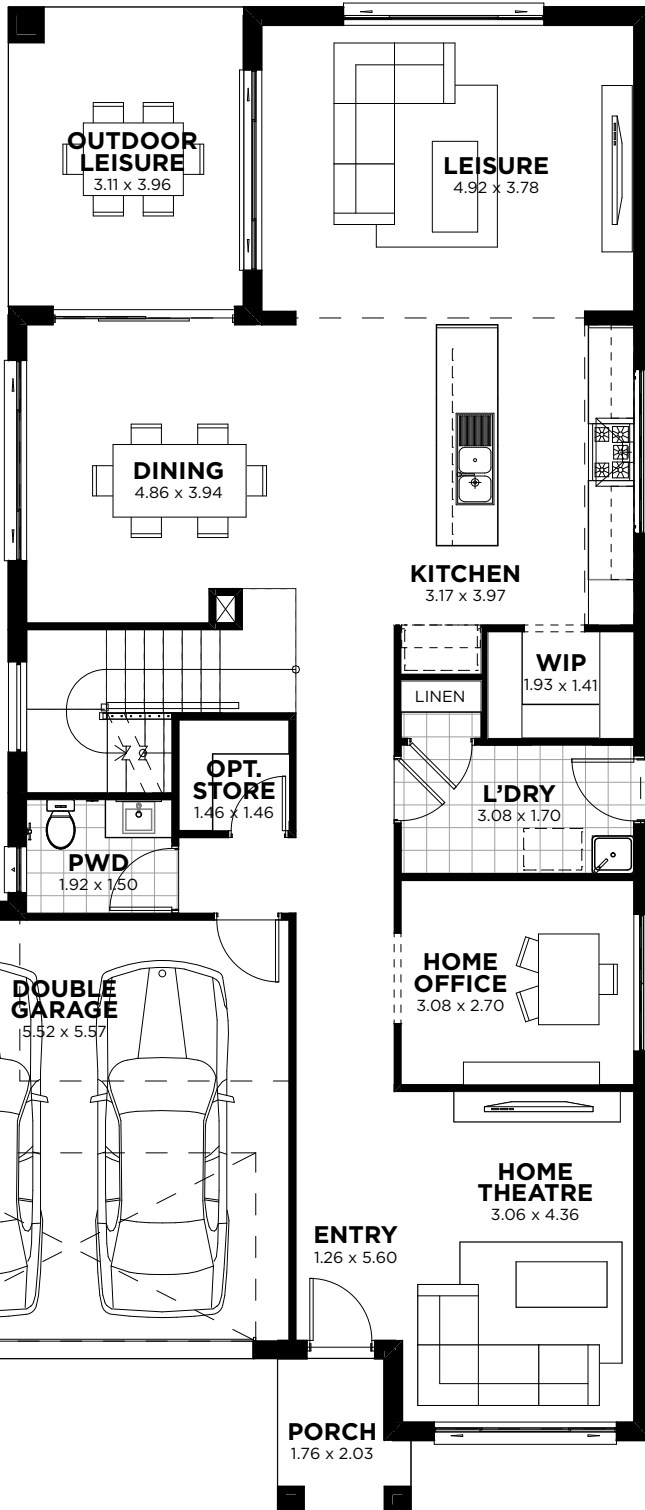 OUTDOOR
LEISURE
3.11 x 3.96
LEISURE
4.92 x 3.78
DINING
4.86 x 3.94
KITCHEN
3.17 x 3.97
WIP
1.93 x 1.41
LINEN
OPT.
STORE
1.46 x 1.46
L'DRY
3.08 x 1.70
PWD
1.92 x 1.50
HOME
OFFICE
3.08 x 2.70
DOUBLE
GARAGE
5.52 x 5.57
HOME
THEATRE
3.06 x 4.36
ENTRY
1.26 x 5.60
PORCH
1.76 x 2.03